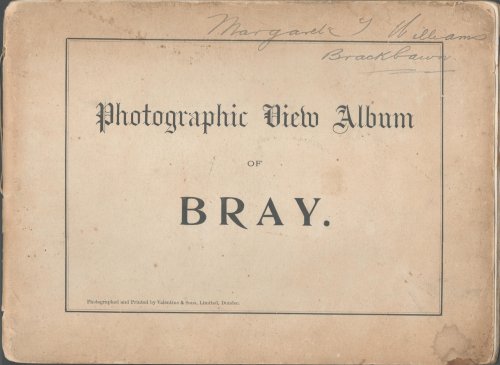 Margaret T Williams
Brackbawn
Photographic View Album
OF
BRAY.
Photographed and Printed by Valentine & Sons, Limited, Dundee.